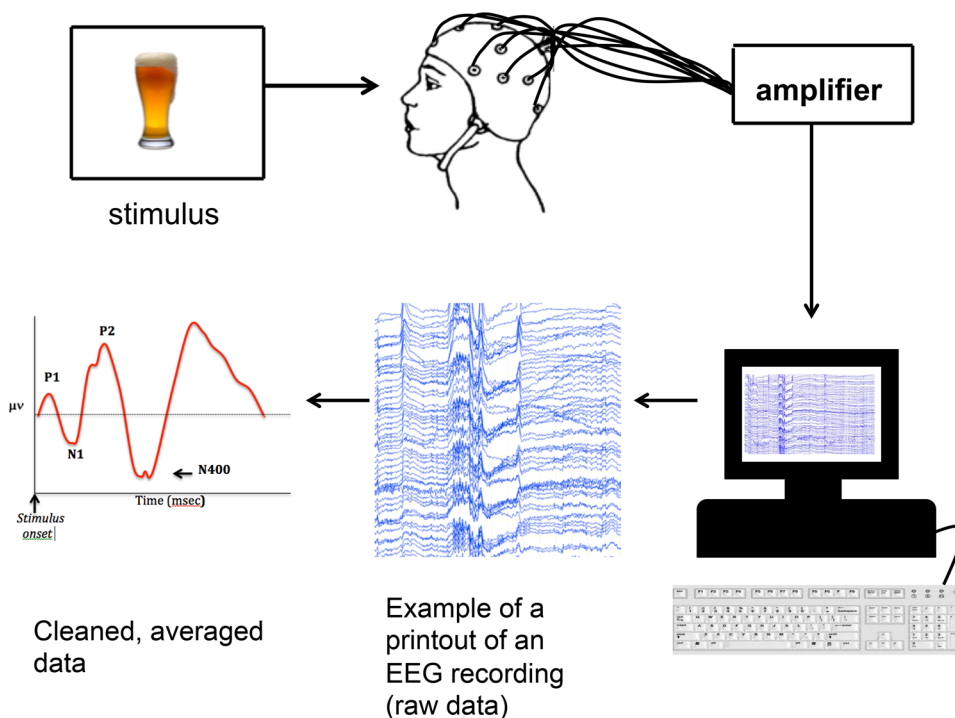 amplifier
stimulus
P2
P1
μv
N1
N400
Time (msec)
Stimulus
onset
Cleaned, averaged
data
Example of a
printout of an
EEG recording
(raw data)